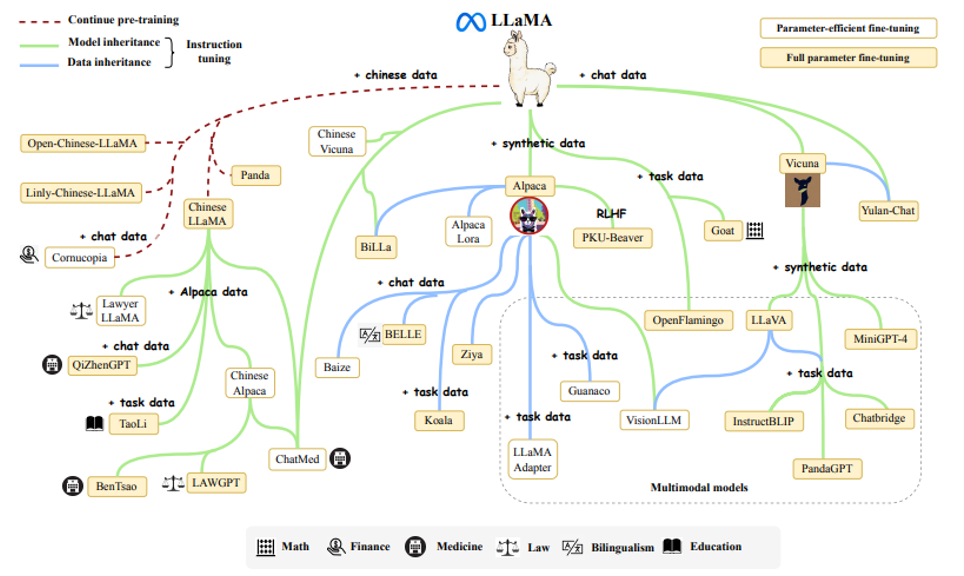 Continue pre-training
Model inheritance
Data inheritance
Instruction
tuning
LLaMA
Parameter-efficient fine-tuning
Full parameter fine-tuning
+ chinese data
+ chat data
Chinese
Vicuna
+ synthetic data
Open-Chinese-LLaMA
Panda
Linly-Chinese-LLaMA
Chinese
LLaMA
Alpaca
+ task data
Vicuna
Alpaca
Lora
RLHF
Goat
Yulan-Chat
+ chat data
BiLLa
PKU-Beaver
Cornucopia
+ synthetic data
+ Alpaca data
+ chat data
Lawyer
LLaMA
BELLE
OpenFlamingo
LLaVA
MiniGPT-4
+ chat data
QiZhenGPT
Baize
Ziya
+ task data
+ task data
Chinese
Alpaca
Guanaco
+ task data
+ task data
TaoLi
Koala
+ task data
VisionLLM
InstructBLIP
Chatbridge
ChatMed
LLaMA
Adapter
PandaGPT
BenTsao
LAWGPT
Multimodal models
Math
Finance
Medicine
Law
Bilingualism
Education